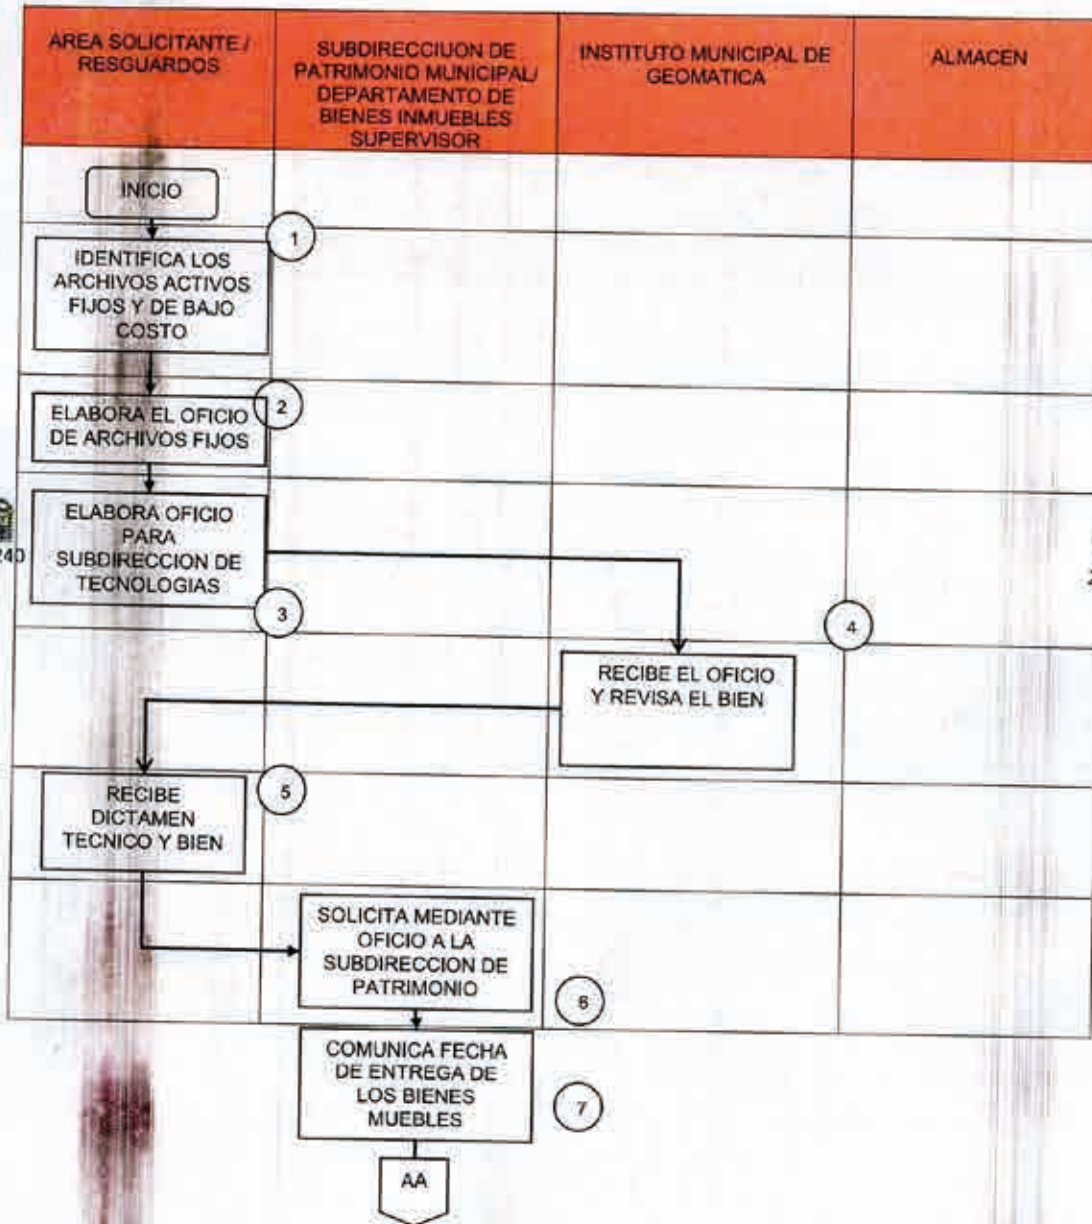 AREA SOLICITANTE /
RESGUARDOS
SUBDIRECCIUON DE
PATRIMONIO MUNICIPAL/
DEPARTAMENTO DE
BIENES INMUEBLES
SUPERVISOR
INSTITUTO MUNICIPAL DE
GEOMATICA
ALMACEN
INICIO
1
IDENTIFICA LOS
ARCHIVOS ACTIVOS
FIJOS Y DE BAJO
COSTO
2
ELABORA EL OFICIO
DE ARCHIVOS FIJOS
ELABORA OFICIO
PARA
SUBDIRECCION DE
TECNOLOGIAS
240
3
4
RECIBE EL OFICIO
Y REVISA EL BIEN
RECIBE
DICTAMEN
TECNICO Y BIEN
5
SOLICITA MEDIANTE
OFICIO A LA
SUBDIRECCION DE
PATRIMONIO
6
COMUNICA FECHA
DE ENTREGA DE
LOS BIENES
MUEBLES
7
AA